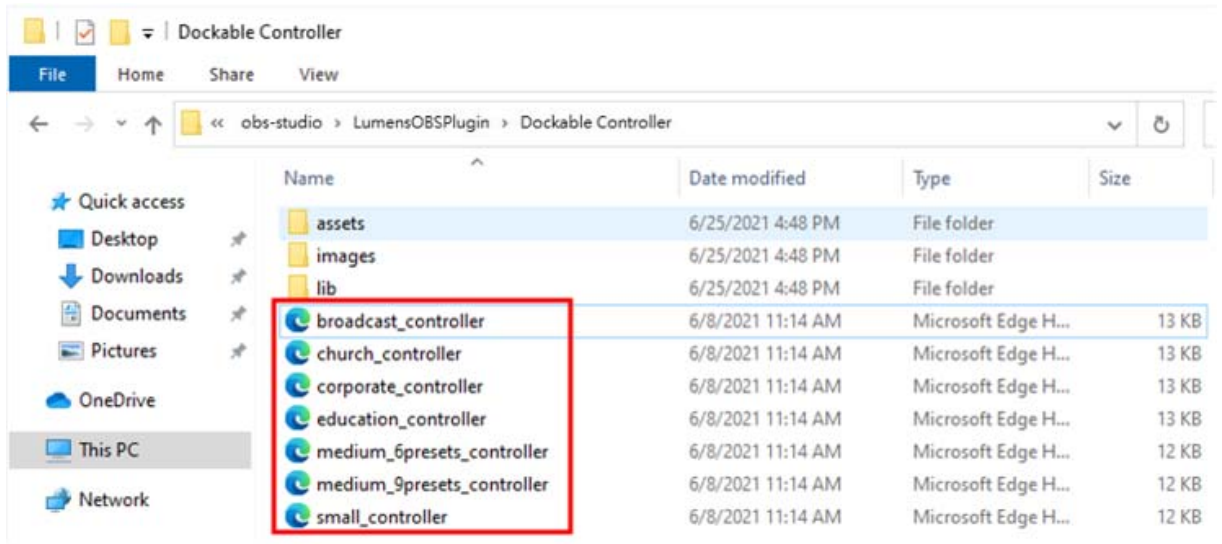 Dockable Controller
File Home Share View
« obs-studio › LumensOBSPlugin › Dockable Controller
Name Date modified Type Size
Quick access
Desktop
Downloads
Documents
Pictures
OneDrive
This PC
Network
assets 6/25/2021 4:48 PM File folder
images 6/25/2021 4:48 PM File folder
lib 6/25/2021 4:48 PM File folder
broadcast_controller 6/8/2021 11:14 AM Microsoft Edge H... 13 KB
church_controller 6/8/2021 11:14 AM Microsoft Edge H... 13 KB
corporate_controller 6/8/2021 11:14 AM Microsoft Edge H... 13 KB
education_controller 6/8/2021 11:14 AM Microsoft Edge H... 13 KB
medium_6presets_controller 6/8/2021 11:14 AM Microsoft Edge H... 12 KB
medium_9presets_controller 6/8/2021 11:14 AM Microsoft Edge H... 12 KB
small_controller 6/8/2021 11:14 AM Microsoft Edge H... 12 KB